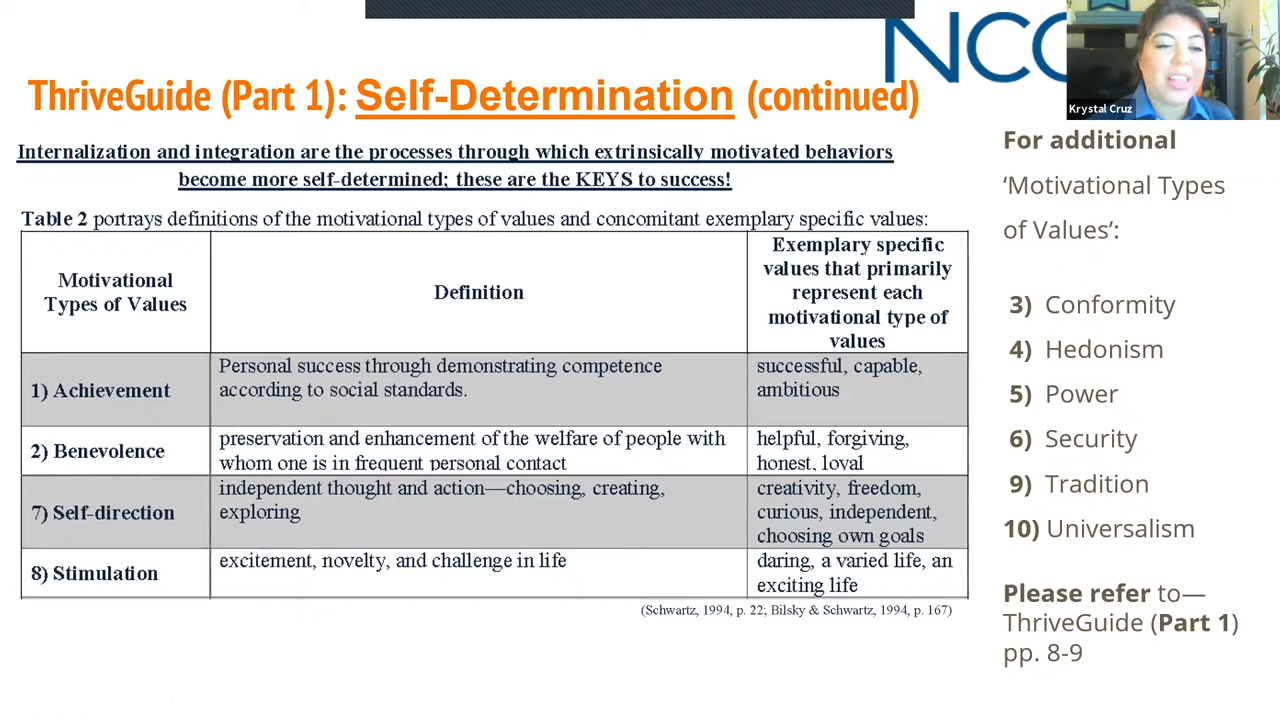 NCO
Krystal Cruz
ThriveGuide (Part 1): Self-Determination (continued)
Internalization and integration are the processes through which extrinsically motivated behaviors
become more self-determined; these are the KEYS to success!
Table 2 portrays definitions of the motivational types of values and concomitant exemplary specific values:
Motivational
Types of Values
Definition
Exemplary specific
values that primarily
represent each
motivational type of
values
1) Achievement
Personal success through demonstrating competence
according to social standards.
successful, capable,
ambitious
2) Benevolence
preservation and enhancement of the welfare of people with
whom one is in frequent personal contact
helpful, forgiving,
honest, loyal
7) Self-direction
independent thought and action—choosing, creating,
exploring
creativity, freedom,
curious, independent,
choosing own goals
8) Stimulation
excitement, novelty, and challenge in life
daring, a varied life, an
exciting life
(Schwartz, 1994, p. 22; Bilsky & Schwartz, 1994, p. 167)
For additional
‘Motivational Types
of Values’:
3) Conformity
4) Hedonism
5) Power
6) Security
9) Tradition
10) Universalism
Please refer to—
ThriveGuide (Part 1)
pp. 8-9